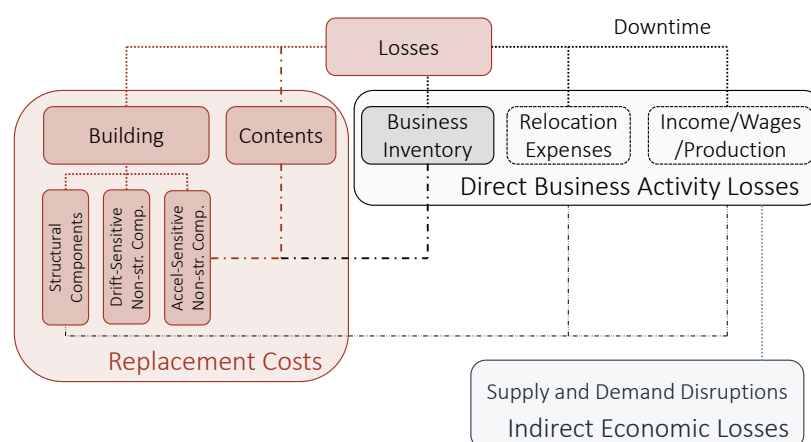 Losses
Downtime
Building
Contents
Business
Inventory
Relocation
Expenses
Income/Wages
/Production
Direct Business Activity Losses
Structural
Components
Drift-Sensitive
Non-str. Comp.
Accel-Sensitive
Non-str. Comp.
Replacement Costs
Supply and Demand Disruptions
Indirect Economic Losses